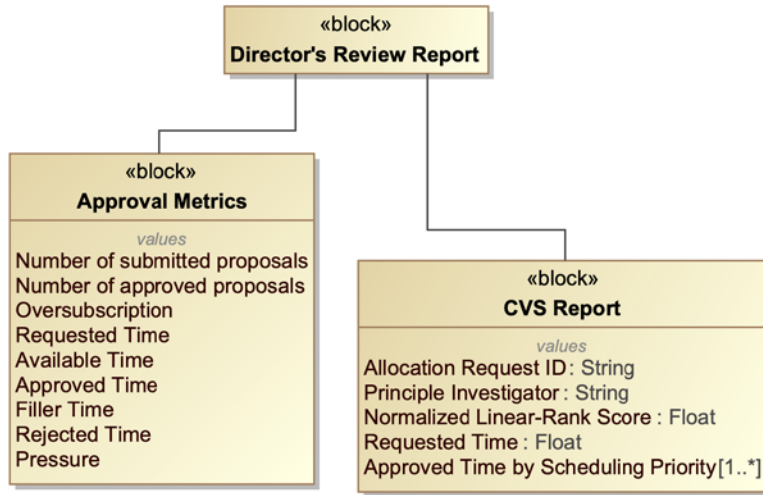 «block»
Director's Review Report
«block»
Approval Metrics
values
Number of submitted proposals
Number of approved proposals
Oversubscription
Requested Time
Available Time
Approved Time
Filler Time
Rejected Time
Pressure
«block»
CVS Report
values
Allocation Request ID : String
Principle Investigator : String
Normalized Linear-Rank Score : Float
Requested Time : Float
Approved Time by Scheduling Priority[1..*]